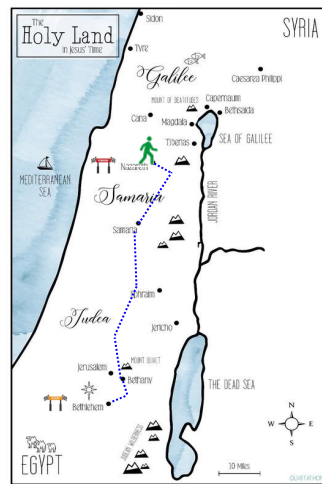 The
Holy Land
in Jesus' Time
Sidon
SYRIA
Tyre
Galilee
Caesarea Philippi
MOUNT OF BEATITUDES
Capernaum
Bethsaida
Cana
Magdala
Tiberias
SEA OF GALILEE
Nazareth
MEDITERRANEAN
SEA
Samaria
JORDAN RIVER
Samaria
Ephraim
Judea
Jericho
MOUNT OLIVET
Jerusalem
Bethany
THE DEAD SEA
Bethlehem
N
W
E
S
JUDEAN WILDERNESS
EGYPT
10 Miles